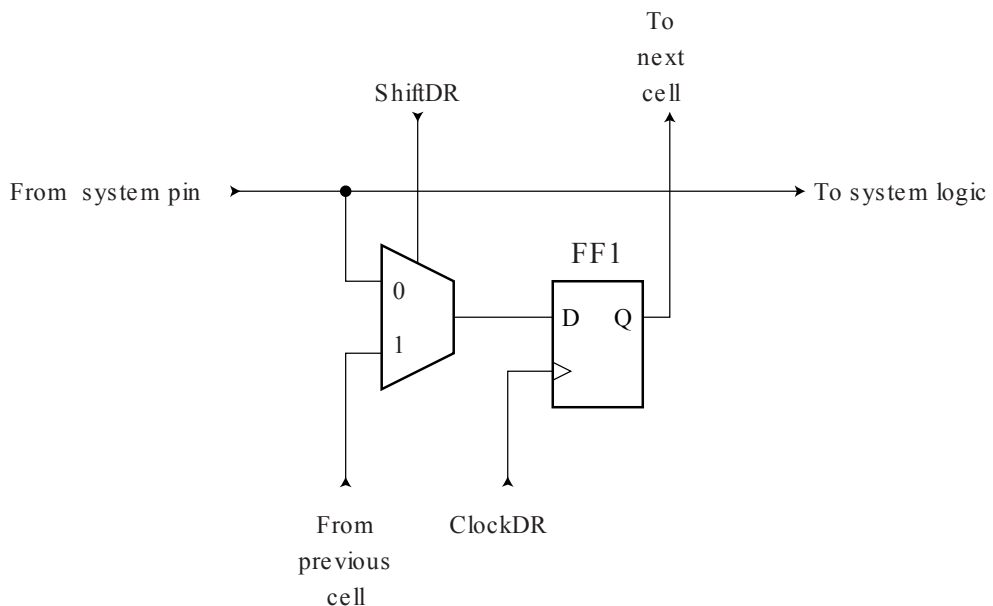 To
next
cell
ShiftDR
From system pin
To system logic
FF1
0
D Q
1
From
previous
cell
ClockDR